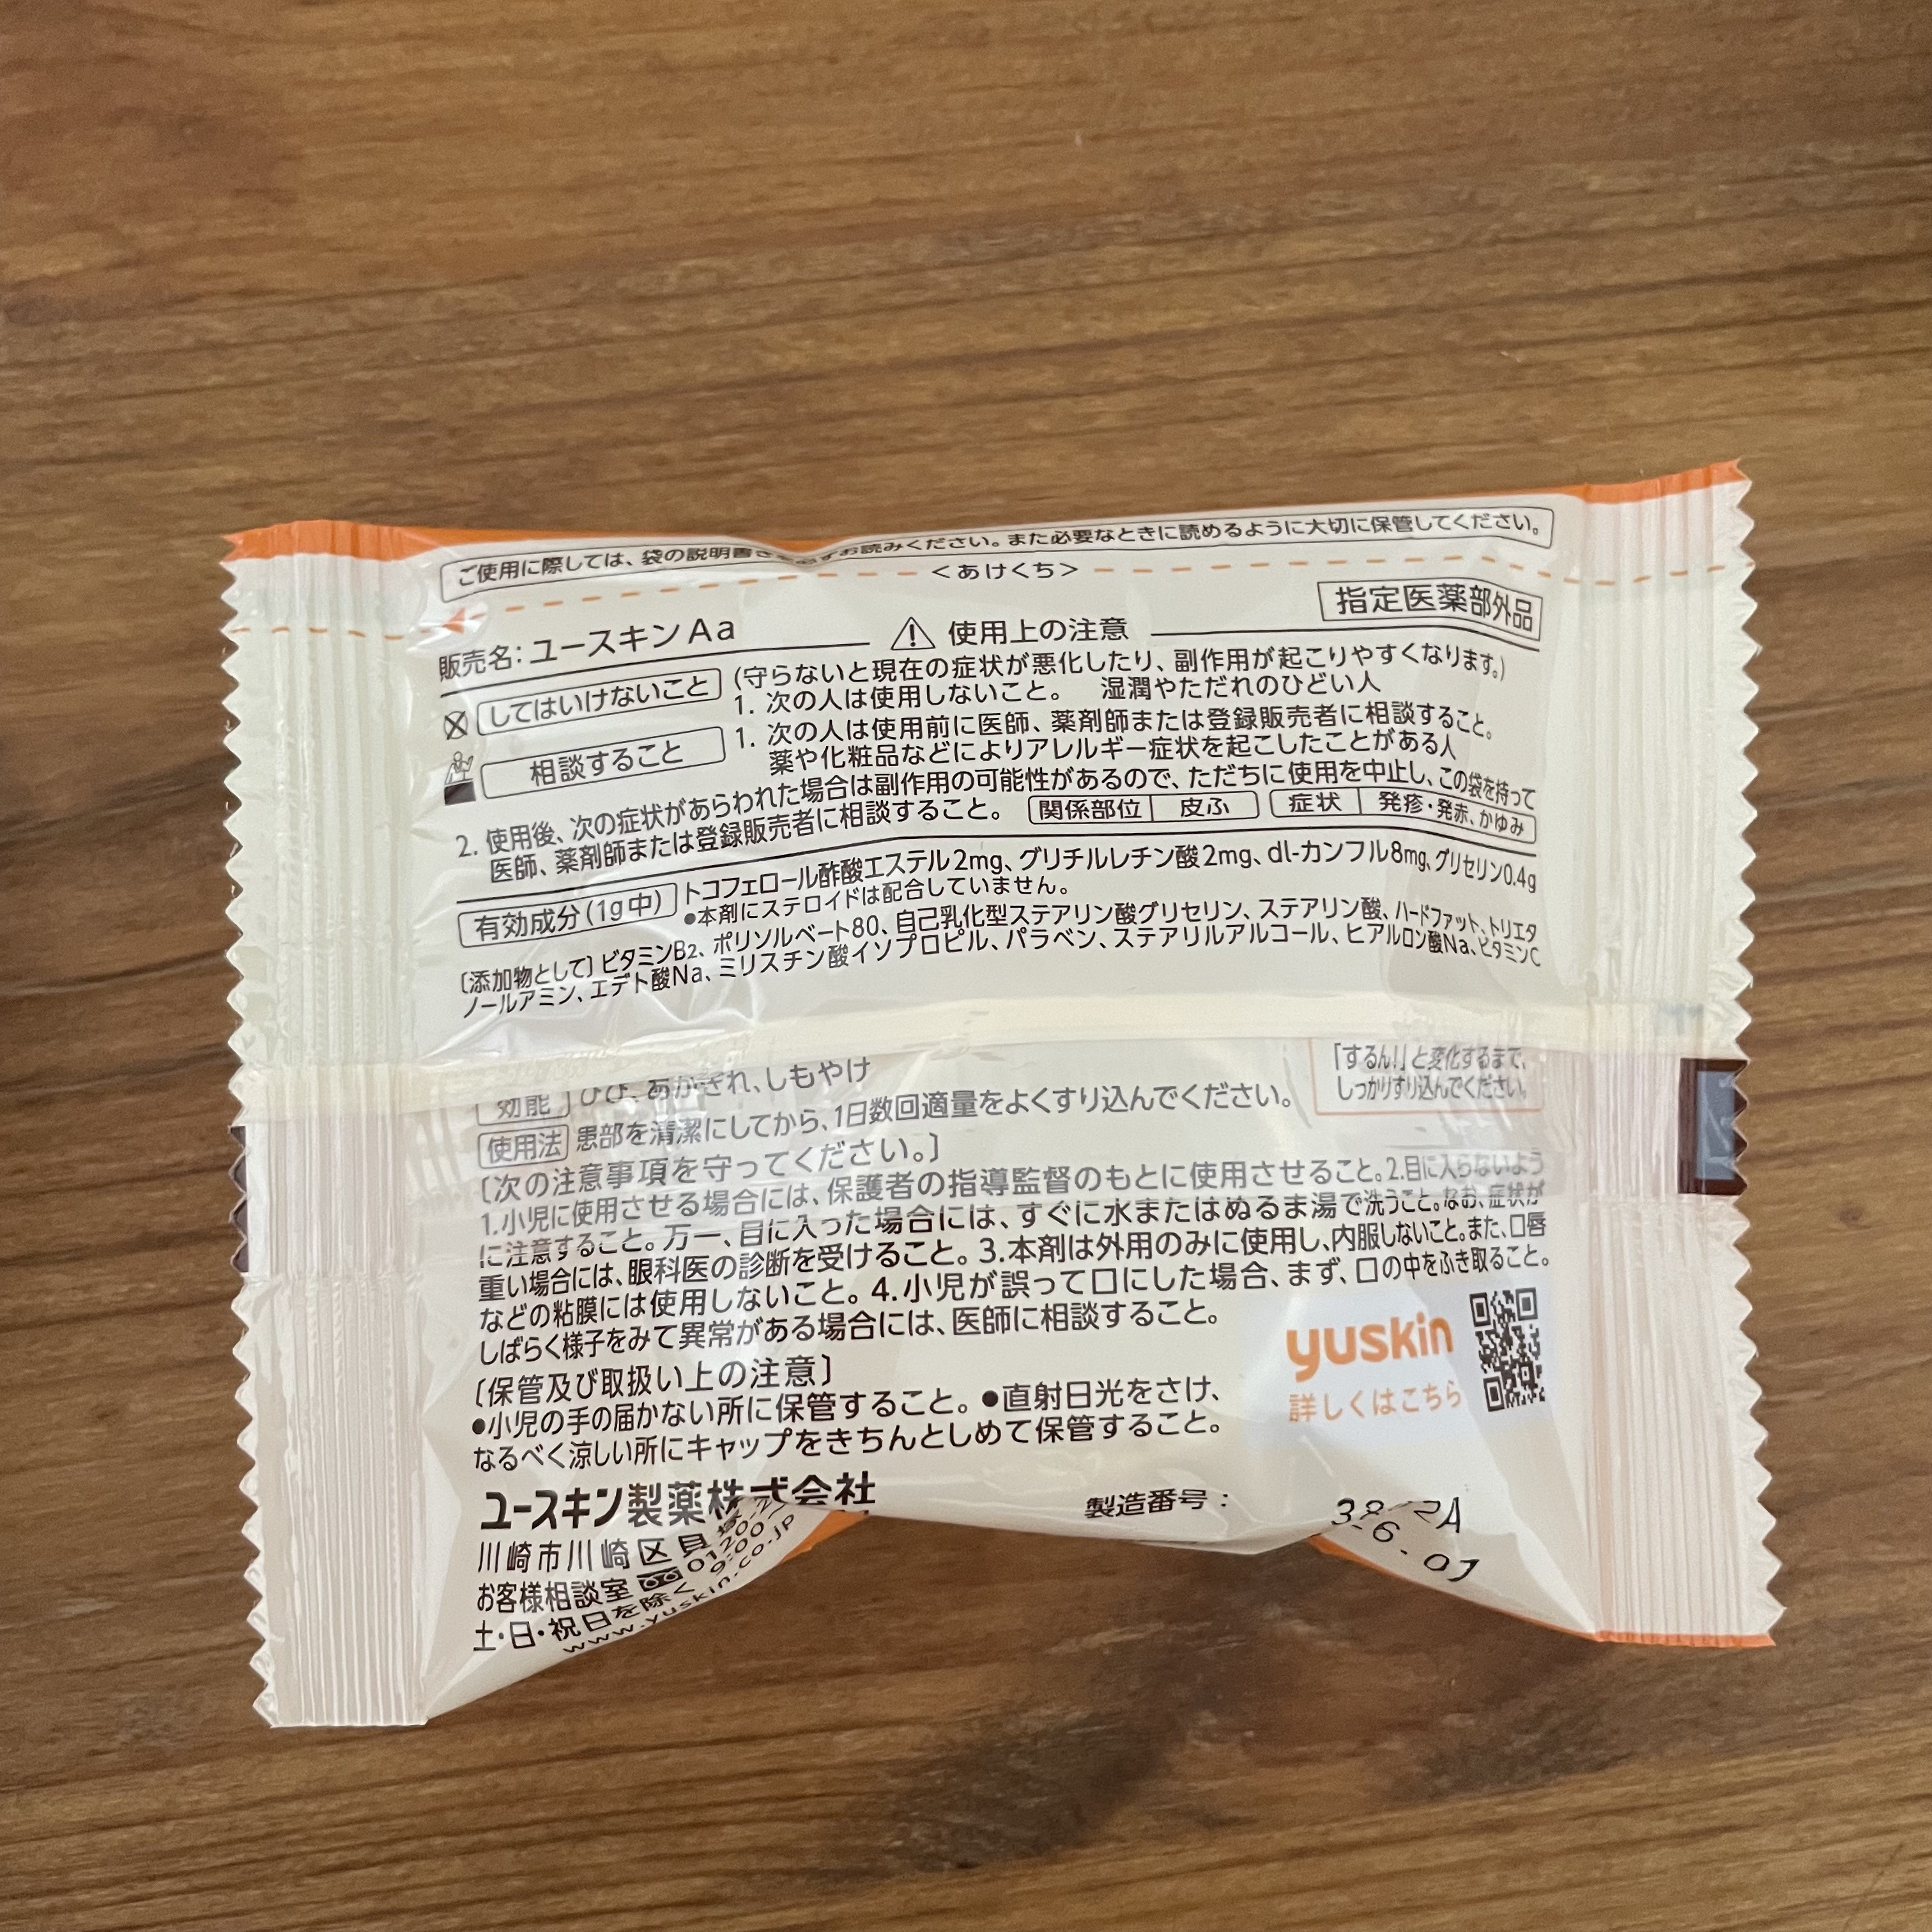 ご使用に際しては、袋の説明書き お読みください。また必要なときに読めるように大切に保管してください。
＜あけくち＞
指定医薬部外品
販売名：ユースキンAa
使用上の注意
してはいけないこと
（守らないと現在の症状が悪化したり、副作用が起こりやすくなります。）
1. 次の人は使用しないこと。 湿潤やただれのひどい人
相談すること
1. 次の人は使用前に医師、薬剤師または登録販売者に相談すること。
薬や化粧品などによりアレルギー症状を起こしたことがある人
2. 使用後、次の症状があらわれた場合は副作用の可能性があるので、ただちに使用を中止し、この袋を持って
医師、薬剤師または登録販売者に相談すること。 関係部位 皮ふ 症状 発疹・発赤、かゆみ
有効成分（1g中） トコフェロール酢酸エステル2mg、グリチルレチン酸2mg、dl-カンフル8mg、グリセリン0.4g
●本剤にステロイドは配合していません。
〔添加物として〕ビタミンB2、ポリソルベート80、自己乳化型ステアリン酸グリセリン、ステアリン酸、ハードファット、トリエタ
ノールアミン、エデト酸Na、ミリスチン酸イソプロピル、パラベン、ステアリルアルコール、ヒアルロン酸Na、ビタミンC
効能 ひび、あかぎれ、しもやけ
「するん！」と変化するまで、
しっかりすり込んでください。
使用法 患部を清潔にしてから、1日数回適量をよくすり込んでください。
〔次の注意事項を守ってください。〕
1.小児に使用させる場合には、保護者の指導監督のもとに使用させること。2.目に入らないよう
に注意すること。万一、目に入った場合には、すぐに水またはぬるま湯で洗うこと。なお、症状が
重い場合には、眼科医の診断を受けること。3.本剤は外用のみに使用し、内服しないこと。また、口唇
などの粘膜には使用しないこと。4.小児が誤って口にした場合、まず、口の中をふき取ること。
しばらく様子をみて異常がある場合には、医師に相談すること。
〔保管及び取扱い上の注意〕
●小児の手の届かない所に保管すること。●直射日光をさけ、
なるべく涼しい所にキャップをきちんとしめて保管すること。
yuskin
詳しくはこちら
ユースキン製薬株式会社
川崎市川崎区貝塚
お客様相談室 0120-
土・日・祝日を除く 9:00
www.yuskin.co.jp
製造番号：